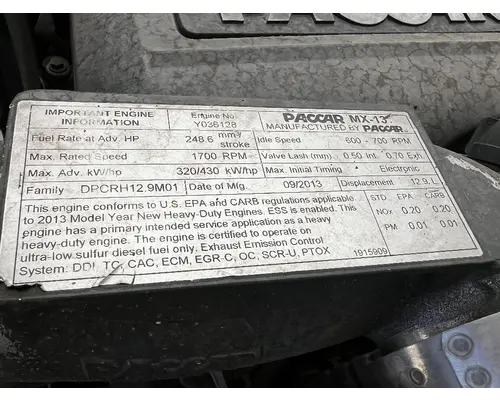 PACCAR
IMPORTANT ENGINE INFORMATION
Engine No. Y036128
PACCAR MX-13
MANUFACTURED BY PACCAR
Fuel Rate at Adv. HP 248.6 mm³/stroke
Idle Speed 600 - 700 RPM
Max. Rated Speed 1700 RPM
Valve Lash (mm) 0.50 Int. 0.70 Exh
Max. Adv. kW/hp 320/430 kW/hp
Max. Initial Timing Electronic
Family DPCRH12.9M01
Date of Mfg. 09/2013
Displacement 12.9 L
This engine conforms to U.S. EPA and CARB regulations applicable
to 2013 Model Year New Heavy-Duty Engines. ESS is enabled. This
engine has a primary intended service application as a heavy
heavy-duty engine. The engine is certified to operate on
ultra-low sulfur diesel fuel only. Exhaust Emission Control
System: DDI, TC, CAC, ECM, EGR-C, OC, SCR-U, PTOX
STD EPA CARB
NOx 0.20 0.20
PM 0.01 0.01
1915909